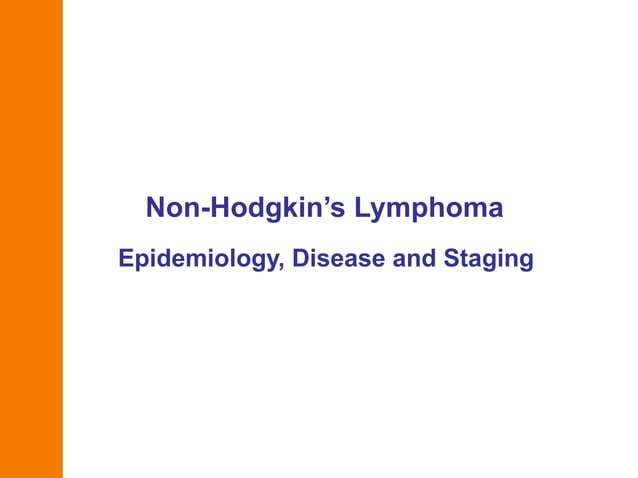 Non-Hodgkin’s Lymphoma
Epidemiology, Disease and Staging